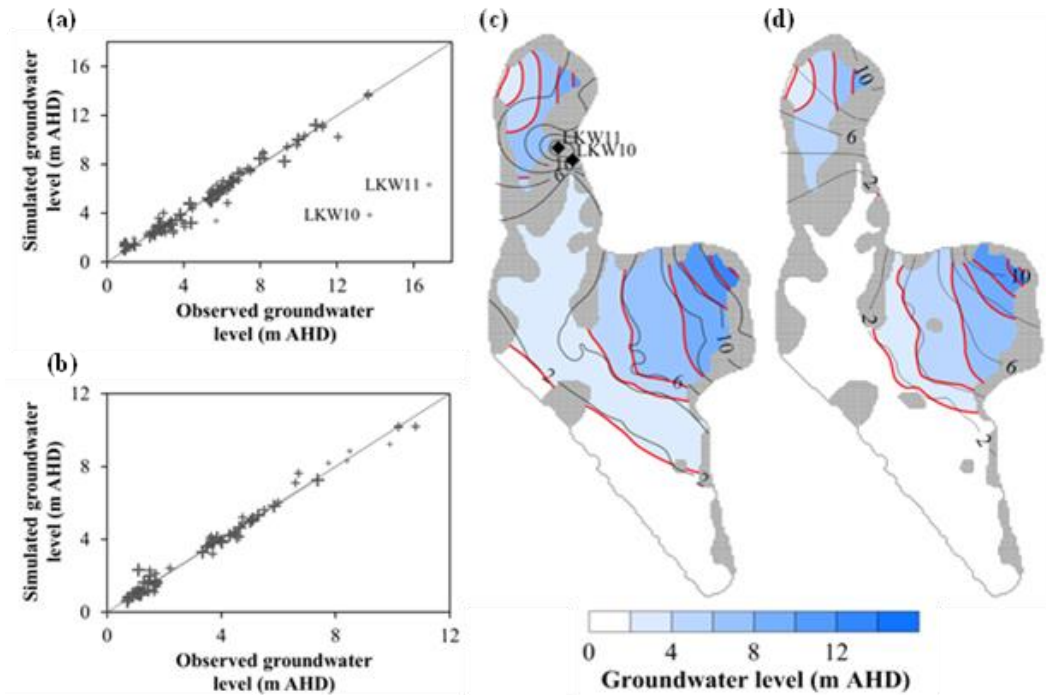 (a)
Simulated groundwater
level (m AHD)
16
12
8
4
0
0 4 8 12 16
LKW11
LKW10
Observed groundwater
level (m AHD)
(b)
Simulated groundwater
level (m AHD)
12
8
4
0
0 4 8 12
Observed groundwater
level (m AHD)
(c)
LKW11
LKW10
10
6
2
6
10
2
(d)
10
6
2
2
10
6
2
0 4 8 12
Groundwater level (m AHD)